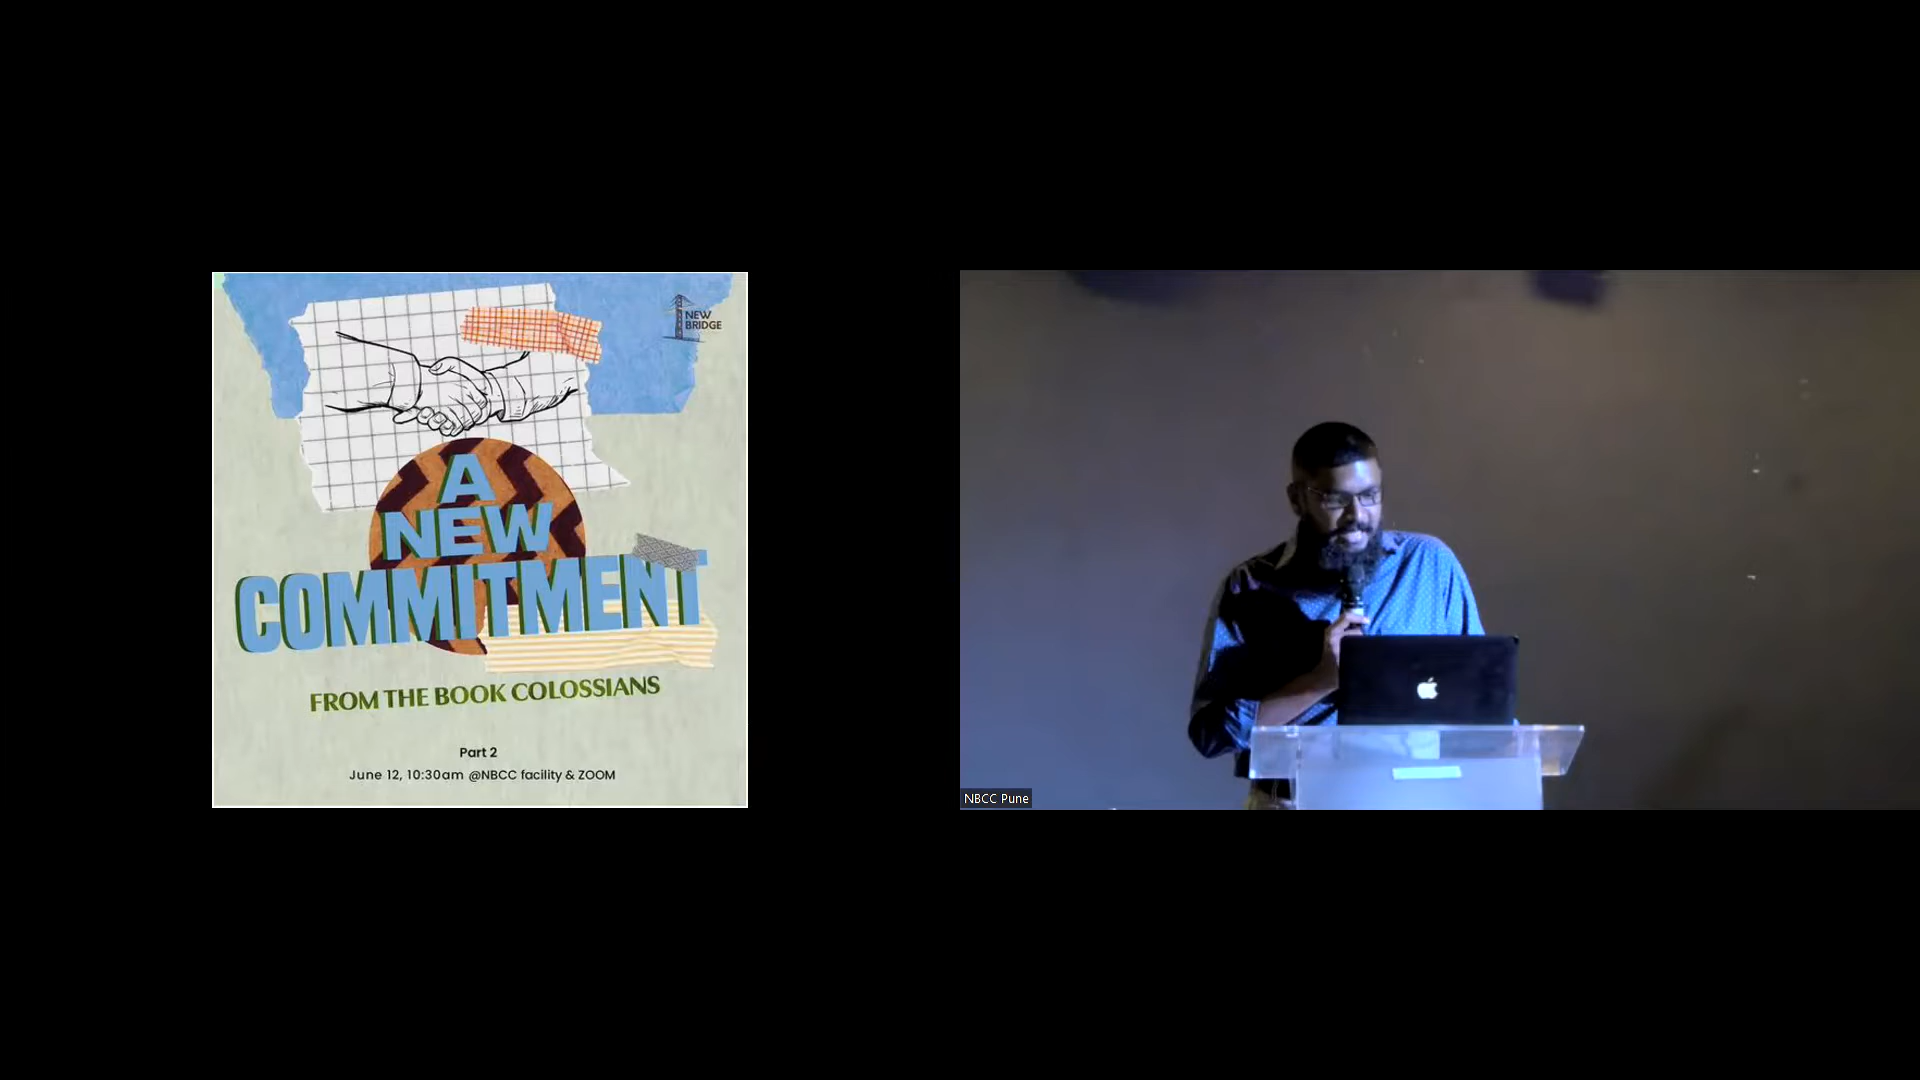 NEW
BRIDGE
A
NEW
COMMITMENT
FROM THE BOOK COLOSSIANS
Part 2
June 12, 10:30am @NBCC facility & ZOOM
NBCC Pune